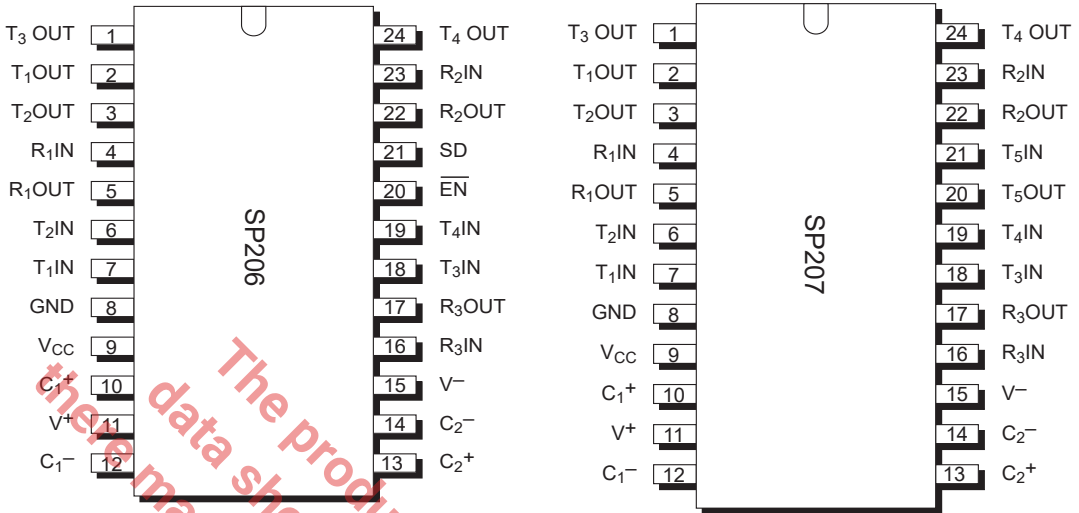 T₃ OUT 1 24 T₄ OUT
T₁OUT 2 23 R₂IN
T₂OUT 3 22 R₂OUT
R₁IN 4 21 SD
R₁OUT 5 20 E̅N̅
T₂IN 6 19 T₄IN
T₁IN 7 18 T₃IN
GND 8 17 R₃OUT
V_CC 9 16 R₃IN
C₁⁺ 10 15 V⁻
V⁺ 11 14 C₂⁻
C₁⁻ 12 13 C₂⁺
SP206
The produ
data she
there ma
T₃ OUT 1 24 T₄ OUT
T₁OUT 2 23 R₂IN
T₂OUT 3 22 R₂OUT
R₁IN 4 21 T₅IN
R₁OUT 5 20 T₅OUT
T₂IN 6 19 T₄IN
T₁IN 7 18 T₃IN
GND 8 17 R₃OUT
V_CC 9 16 R₃IN
C₁⁺ 10 15 V⁻
V⁺ 11 14 C₂⁻
C₁⁻ 12 13 C₂⁺
SP207